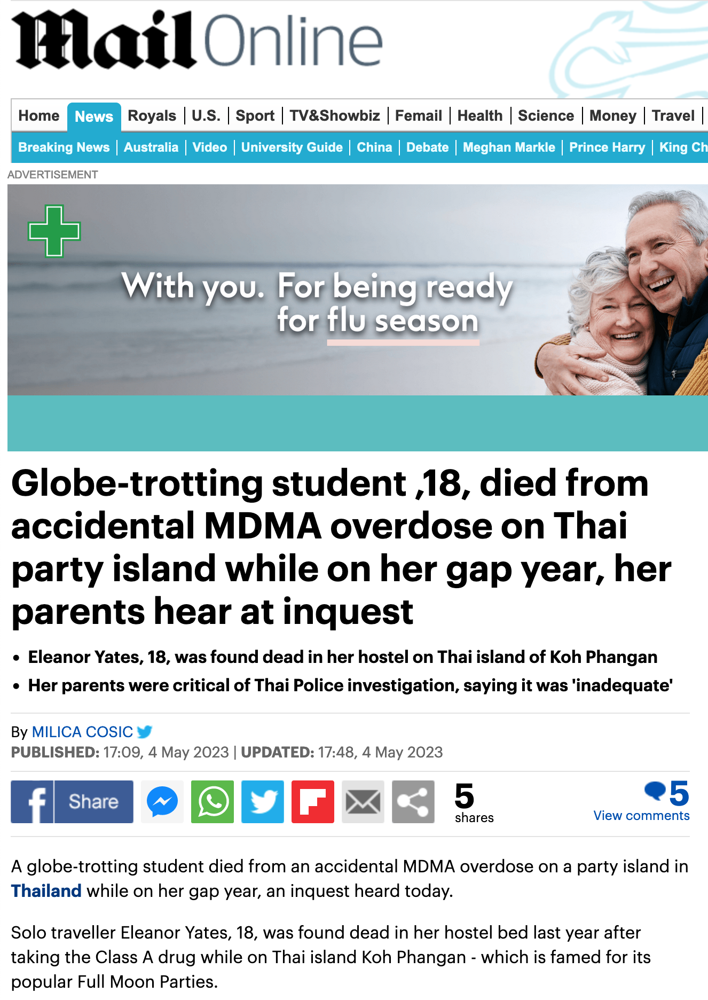 Mail Online
Home News Royals U.S. Sport TV&Showbiz Femail Health Science Money Travel
Breaking News Australia Video University Guide China Debate Meghan Markle Prince Harry King Ch
ADVERTISEMENT
With you. For being ready
for flu season
Globe-trotting student ,18, died from
accidental MDMA overdose on Thai
party island while on her gap year, her
parents hear at inquest
• Eleanor Yates, 18, was found dead in her hostel on Thai island of Koh Phangan
• Her parents were critical of Thai Police investigation, saying it was 'inadequate'
By MILICA COSIC
PUBLISHED: 17:09, 4 May 2023 | UPDATED: 17:48, 4 May 2023
Share
5
shares
5
View comments
A globe-trotting student died from an accidental MDMA overdose on a party island in
Thailand while on her gap year, an inquest heard today.
Solo traveller Eleanor Yates, 18, was found dead in her hostel bed last year after
taking the Class A drug while on Thai island Koh Phangan - which is famed for its
popular Full Moon Parties.